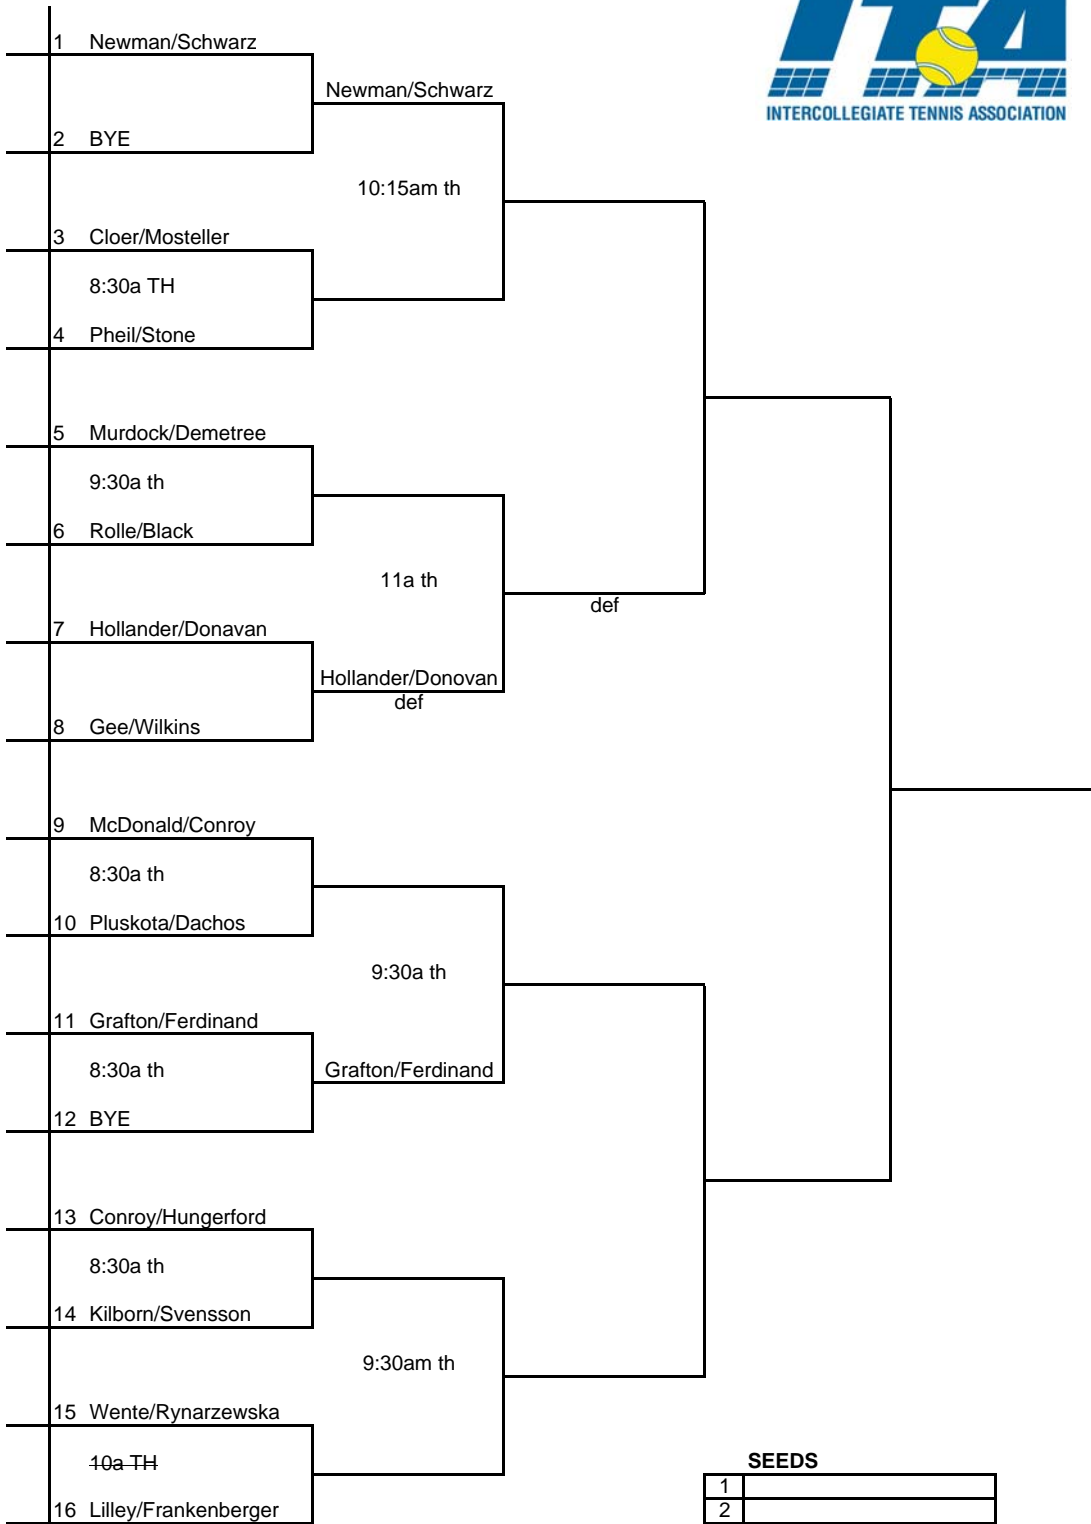 ITA
INTERCOLLEGIATE TENNIS ASSOCIATION
1 Newman/Schwarz
Newman/Schwarz
2 BYE
10:15am th
3 Cloer/Mosteller
8:30a TH
4 Pheil/Stone
5 Murdock/Demetree
9:30a th
6 Rolle/Black
11a th
def
7 Hollander/Donavan
Hollander/Donovan
def
8 Gee/Wilkins
9 McDonald/Conroy
8:30a th
10 Pluskota/Dachos
9:30a th
11 Grafton/Ferdinand
8:30a th
Grafton/Ferdinand
12 BYE
13 Conroy/Hungerford
8:30a th
14 Kilborn/Svensson
9:30am th
15 Wente/Rynarzewska
10a TH
16 Lilley/Frankenberger
SEEDS
1
2